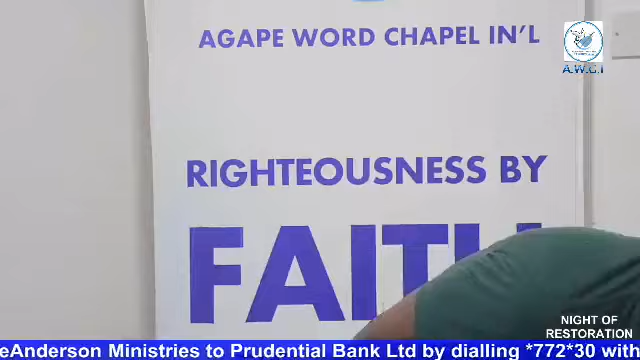 AGAPE WORD CHAPEL IN'L
A.W.C.I
RIGHTEOUSNESS BY
FAITH
NIGHT OF
RESTORATION
eAnderson Ministries to Prudential Bank Ltd by dialling *772*30 with